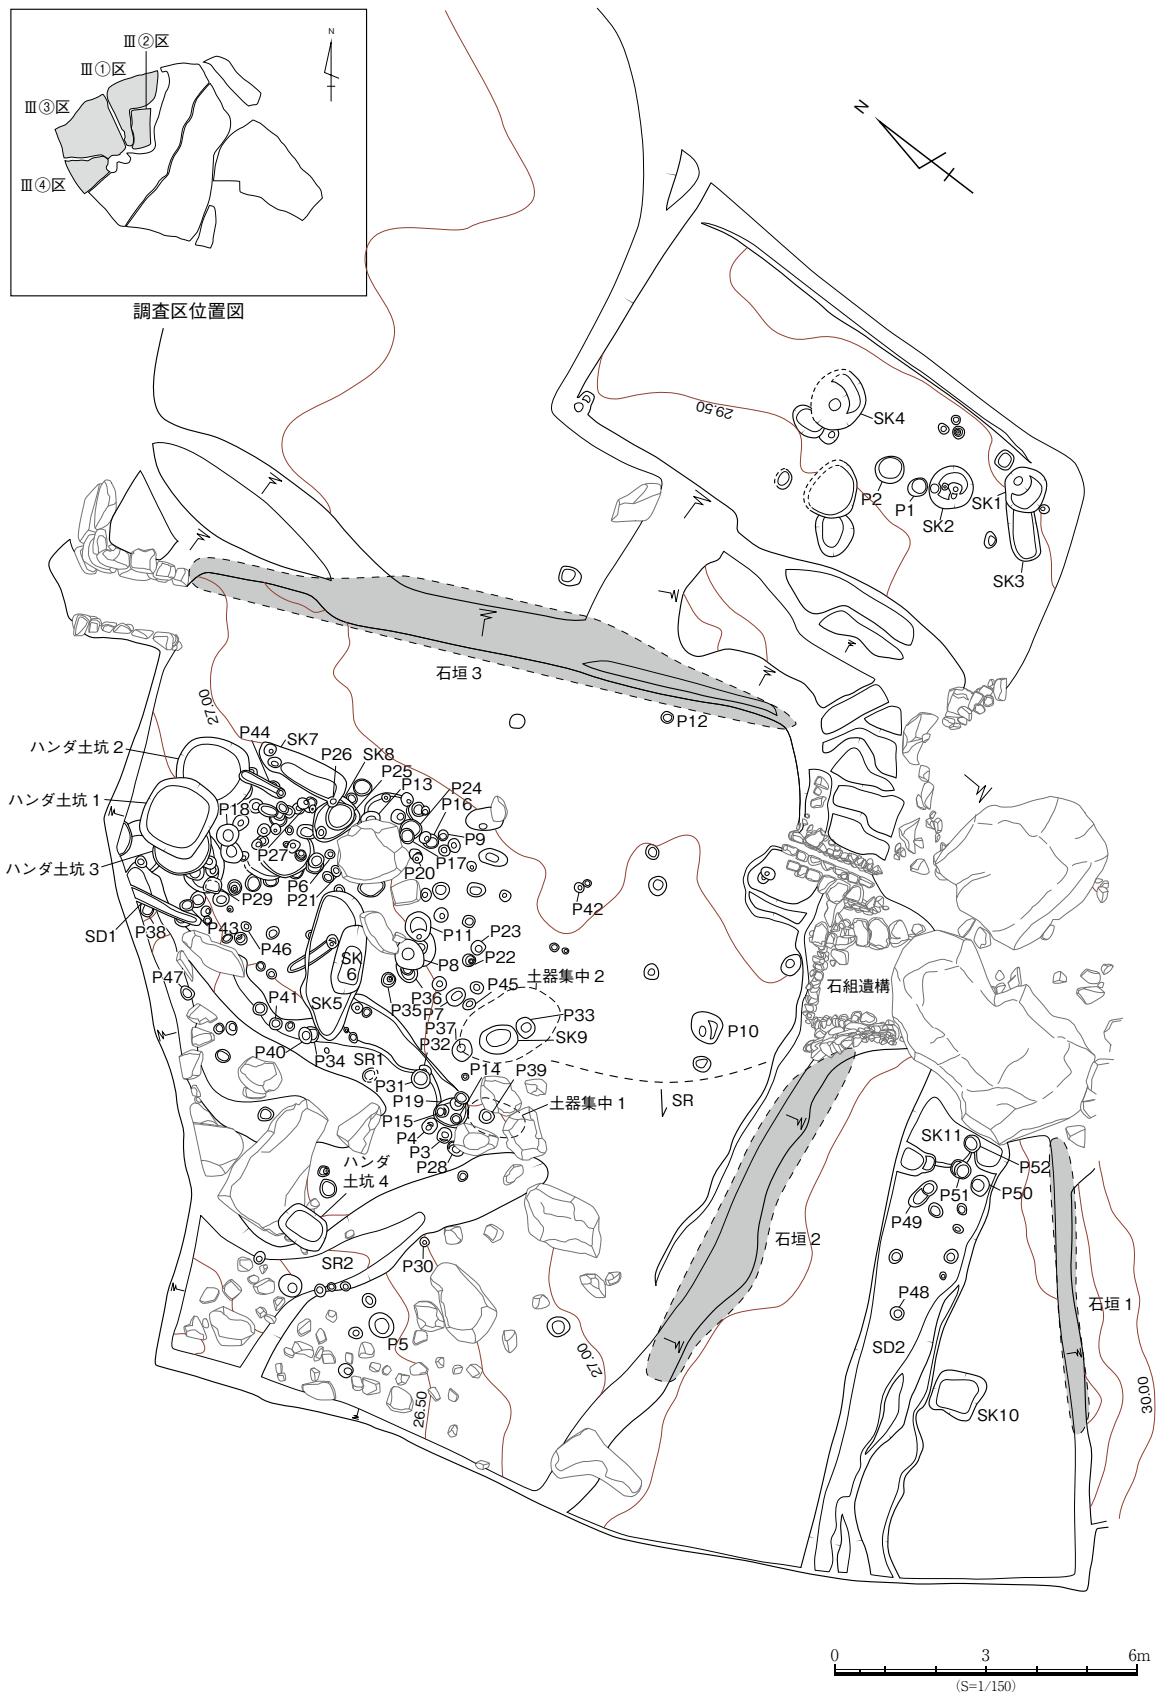 Ⅲ②区
Ⅲ①区
Ⅲ③区
Ⅲ④区
N
調査区位置図
N
29.50
SK4
P2
P1
SK2
SK1
SK3
石垣 3
P12
27.00
ハンダ土坑 2
P44
SK7
P26
SK8
P25
P13
P24
P16
ハンダ土坑 1
P18
P9
P27
P17
ハンダ土坑 3
P6
P20
P21
P29
P42
SD1
P38
P43
P46
P11
P23
P8
P22
SK
6
P47
土器集中 2
石組遺構
P45
P36
P35
P7
SK5
P41
P33
P37
P10
P32
SK9
P40
P34
SR1
P14
P39
P31
P19
土器集中 1
SR
P15
P4
P3
P28
ハンダ
土坑 4
SK11
P52
P51
P50
P49
石垣 2
SR2
P30
P48
石垣 1
P5
SD2
27.00
26.50
SK10
30.00
0
3
6m
(S=1/150)